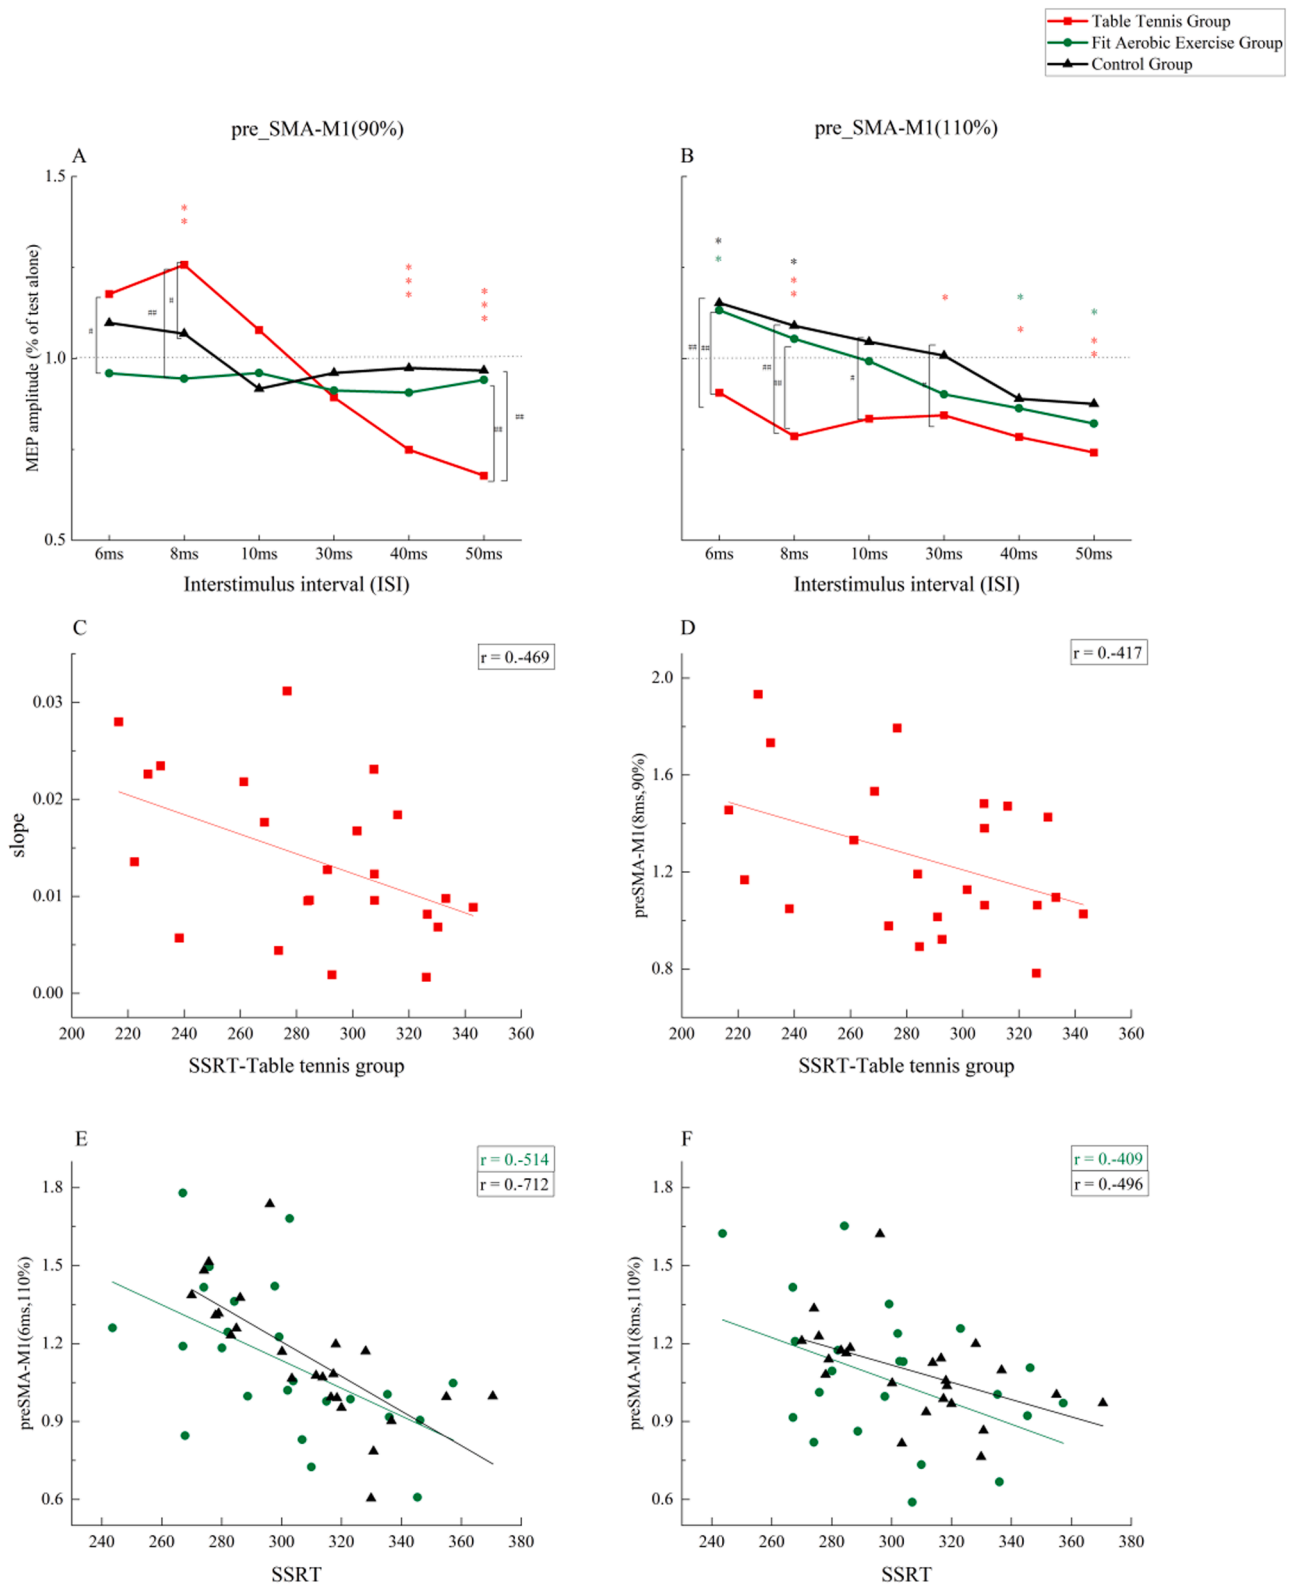 Table Tennis Group
Fit Aerobic Exercise Group
Control Group
pre_SMA-M1(90%)
pre_SMA-M1(110%)
A
B
MEP amplitude (% of test alone)
1.5
1.0
0.5
* *
* * *
* * *
#
##
#
##
##
* *
* * *
*
* *
* * *
## ##
##
##
#
#
6ms 8ms 10ms 30ms 40ms 50ms
6ms 8ms 10ms 30ms 40ms 50ms
Interstimulus interval (ISI)
Interstimulus interval (ISI)
C
D
r = 0.-469
r = 0.-417
slope
0.03
0.02
0.01
0.00
preSMA-M1(8ms,90%)
2.0
1.6
1.2
0.8
200 220 240 260 280 300 320 340 360
200 220 240 260 280 300 320 340 360
SSRT-Table tennis group
SSRT-Table tennis group
E
F
r = 0.-514
r = 0.-712
r = 0.-409
r = 0.-496
preSMA-M1(6ms,110%)
1.8
1.5
1.2
0.9
0.6
preSMA-M1(8ms,110%)
1.8
1.5
1.2
0.9
0.6
240 260 280 300 320 340 360 380
240 260 280 300 320 340 360 380
SSRT
SSRT